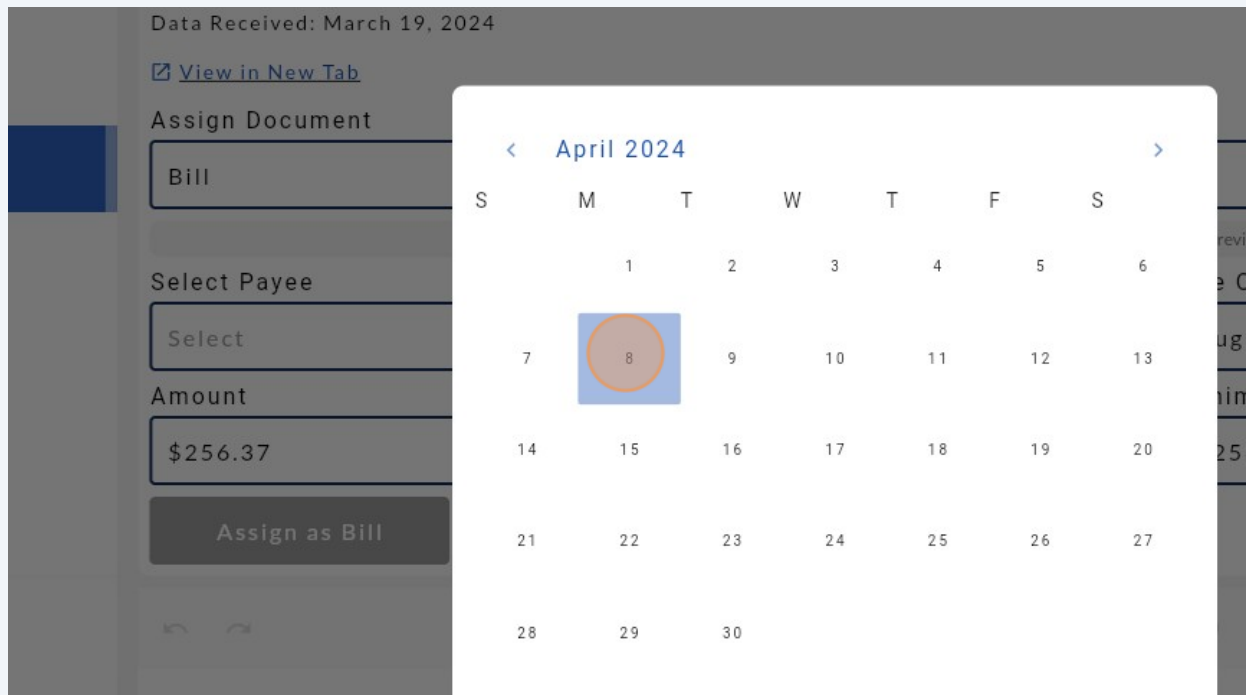 Data Received: March 19, 2024
View in New Tab
Assign Document
Bill
Select Payee
Select
Amount
$256.37
Assign as Bill
April 2024
S M T W T F S
1 2 3 4 5 6
7 8 9 10 11 12 13
14 15 16 17 18 19 20
21 22 23 24 25 26 27
28 29 30